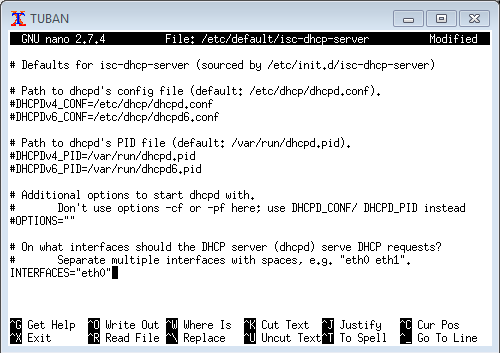 TUBAN
GNU nano 2.7.4 File: /etc/default/isc-dhcp-server Modified
# Defaults for isc-dhcp-server (sourced by /etc/init.d/isc-dhcp-server)
# Path to dhcpd's config file (default: /etc/dhcp/dhcpd.conf).
#DHCPDv4_CONF=/etc/dhcp/dhcpd.conf
#DHCPDv6_CONF=/etc/dhcp/dhcpd6.conf
# Path to dhcpd's PID file (default: /var/run/dhcpd.pid).
#DHCPDv4_PID=/var/run/dhcpd.pid
#DHCPDv6_PID=/var/run/dhcpd6.pid
# Additional options to start dhcpd with.
# Don't use options -cf or -pf here; use DHCPD_CONF/ DHCPD_PID instead
#OPTIONS=""
# On what interfaces should the DHCP server (dhcpd) serve DHCP requests?
# Separate multiple interfaces with spaces, e.g. "eth0 eth1".
INTERFACES="eth0"
^G Get Help ^O Write Out ^W Where Is ^K Cut Text ^J Justify ^C Cur Pos
^X Exit ^R Read File ^\ Replace ^U Uncut Text ^T To Spell ^_ Go To Line